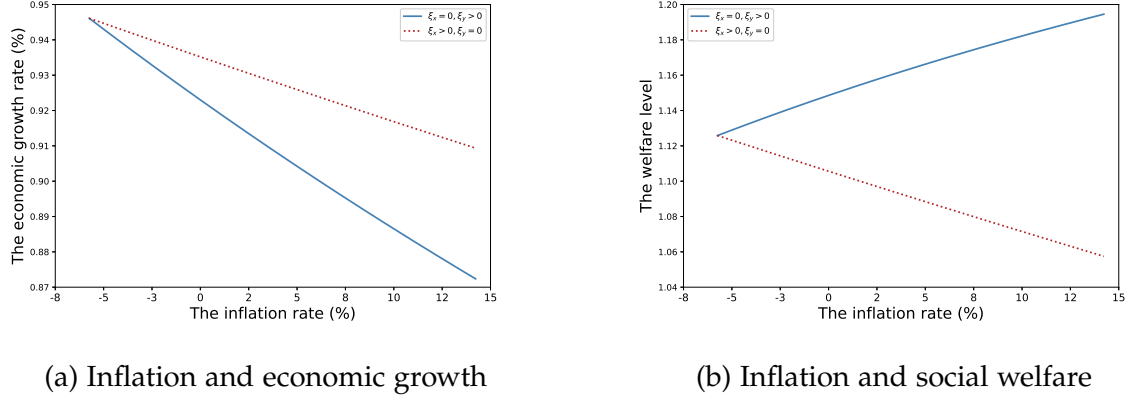 0.95
0.94
0.93
0.92
0.91
0.90
0.89
0.88
0.87
The economic growth rate (%)
ξx = 0, ξy > 0
ξx > 0, ξy = 0
-8 -5 -3 0 2 5 8 10 12 15
The inflation rate (%)
(a) Inflation and economic growth
1.20
1.18
1.16
1.14
1.12
1.10
1.08
1.06
1.04
The welfare level
ξx = 0, ξy > 0
ξx > 0, ξy = 0
-8 -5 -3 0 2 5 8 10 12 15
The inflation rate (%)
(b) Inflation and social welfare